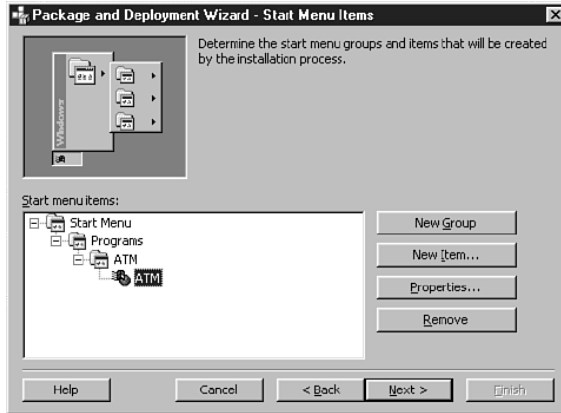 Package and Deployment Wizard - Start Menu Items
Determine the start menu groups and items that will be created
by the installation process.
Windows
Start menu items:
Start Menu
Programs
ATM
ATM
New Group
New Item...
Properties...
Remove
Help
Cancel
< Back
Next >
Finish